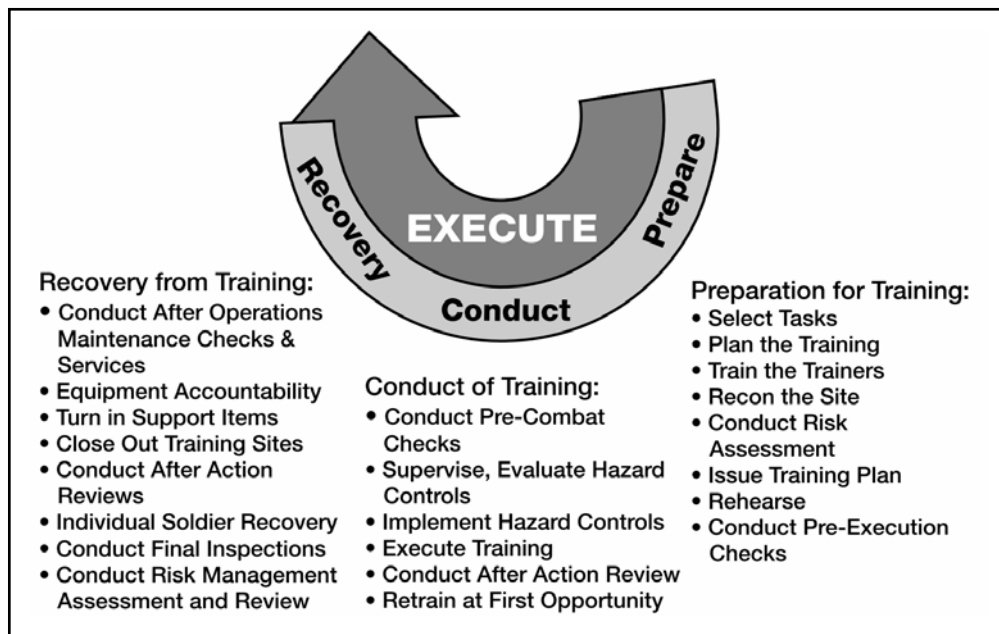 Recovery
EXECUTE
Prepare
Conduct
Recovery from Training:
• Conduct After Operations
Maintenance Checks &
Services
• Equipment Accountability
• Turn in Support Items
• Close Out Training Sites
• Conduct After Action
Reviews
• Individual Soldier Recovery
• Conduct Final Inspections
• Conduct Risk Management
Assessment and Review
Conduct of Training:
• Conduct Pre-Combat
Checks
• Supervise, Evaluate Hazard
Controls
• Implement Hazard Controls
• Execute Training
• Conduct After Action Review
• Retrain at First Opportunity
Preparation for Training:
• Select Tasks
• Plan the Training
• Train the Trainers
• Recon the Site
• Conduct Risk
Assessment
• Issue Training Plan
• Rehearse
• Conduct Pre-Execution
Checks